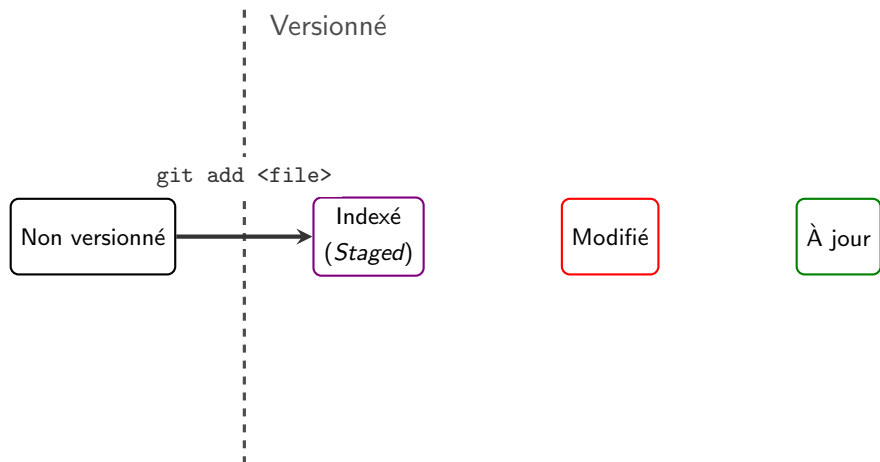 Versionné
git add <file>
Non versionné
Indexé
(Staged)
Modifié
À jour